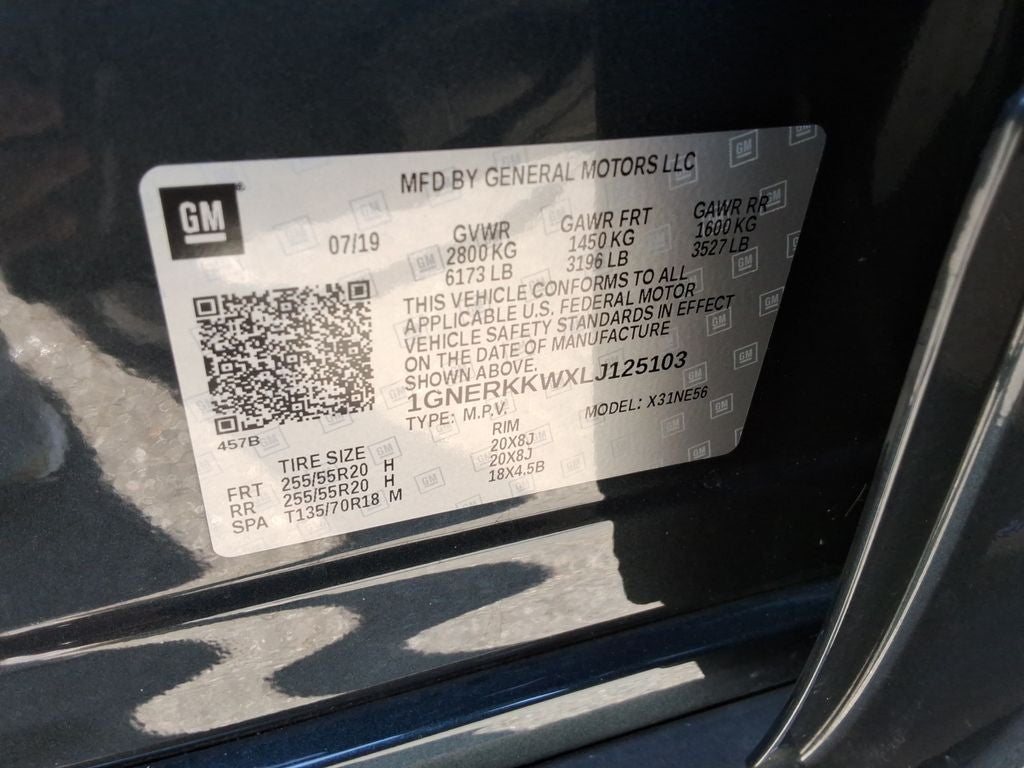 MFD BY GENERAL MOTORS LLC
GM
07/19
GVWR
2800 KG
6173 LB
GAWR FRT
1450 KG
3196 LB
GAWR RR
1600 KG
3527 LB
THIS VEHICLE CONFORMS TO ALL
APPLICABLE U.S. FEDERAL MOTOR
VEHICLE SAFETY STANDARDS IN EFFECT
ON THE DATE OF MANUFACTURE
SHOWN ABOVE.
1GNERKKWXLJ125103
TYPE: M.P.V. MODEL: X31NE56
457B
TIRE SIZE RIM
FRT 255/55R20 H 20X8J
RR 255/55R20 H 20X8J
SPA T135/70R18 M 18X4.5B